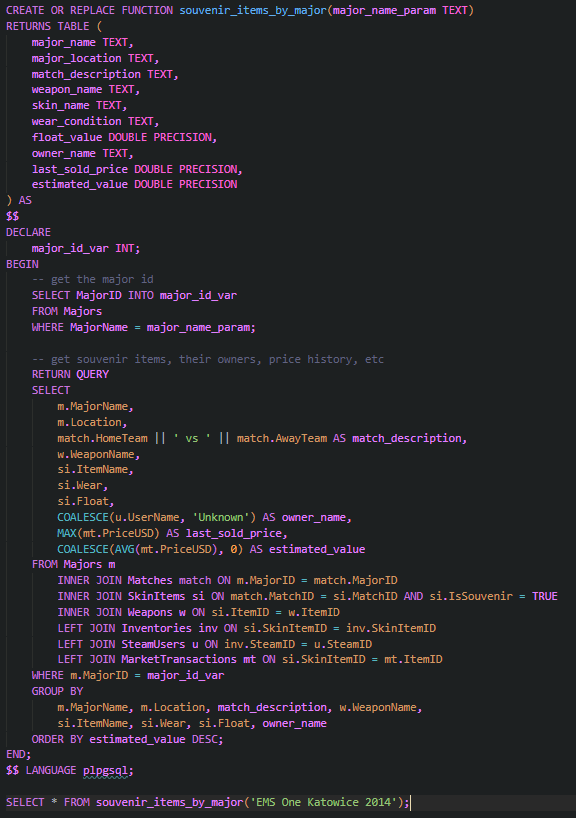 CREATE OR REPLACE FUNCTION souvenir_items_by_major(major_name_param TEXT)
RETURNS TABLE (
    major_name TEXT,
    major_location TEXT,
    match_description TEXT,
    weapon_name TEXT,
    skin_name TEXT,
    wear_condition TEXT,
    float_value DOUBLE PRECISION,
    owner_name TEXT,
    last_sold_price DOUBLE PRECISION,
    estimated_value DOUBLE PRECISION
) AS
$$
DECLARE
    major_id_var INT;
BEGIN
    -- get the major id
    SELECT MajorID INTO major_id_var
    FROM Majors
    WHERE MajorName = major_name_param;

    -- get souvenir items, their owners, price history, etc
    RETURN QUERY
    SELECT
        m.MajorName,
        m.Location,
        match.HomeTeam || ' vs ' || match.AwayTeam AS match_description,
        w.WeaponName,
        si.ItemName,
        si.Wear,
        si.Float,
        COALESCE(u.UserName, 'Unknown') AS owner_name,
        MAX(mt.PriceUSD) AS last_sold_price,
        COALESCE(AVG(mt.PriceUSD), 0) AS estimated_value
    FROM Majors m
        INNER JOIN Matches match ON m.MajorID = match.MajorID
        INNER JOIN SkinItems si ON match.MatchID = si.MatchID AND si.IsSouvenir = TRUE
        INNER JOIN Weapons w ON si.ItemID = w.ItemID
        LEFT JOIN Inventories inv ON si.SkinItemID = inv.SkinItemID
        LEFT JOIN SteamUsers u ON inv.SteamID = u.SteamID
        LEFT JOIN MarketTransactions mt ON si.SkinItemID = mt.ItemID
    WHERE m.MajorID = major_id_var
    GROUP BY
        m.MajorName, m.Location, match_description, w.WeaponName,
        si.ItemName, si.Wear, si.Float, owner_name
    ORDER BY estimated_value DESC;
END;
$$ LANGUAGE plpgsql;

SELECT * FROM souvenir_items_by_major('EMS One Katowice 2014');